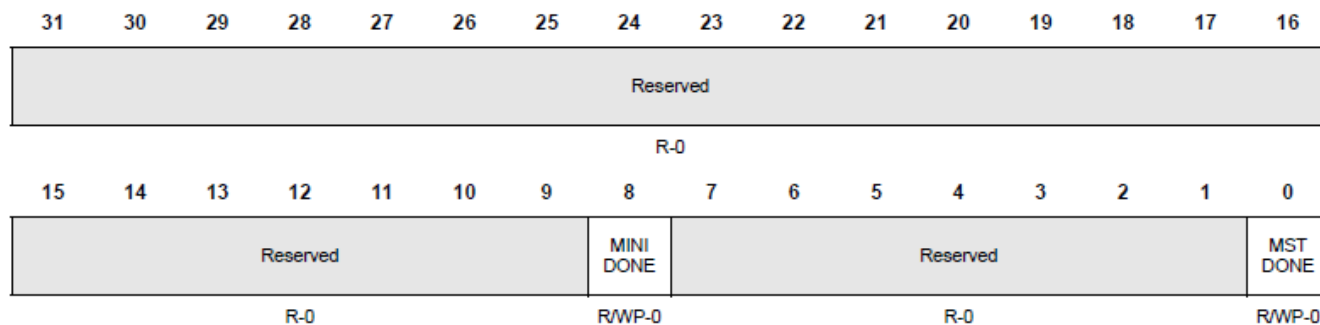 31 30 29 28 27 26 25 24 23 22 21 20 19 18 17 16
Reserved
R-0
15 14 13 12 11 10 9 8 7 6 5 4 3 2 1 0
Reserved MINI DONE Reserved MST DONE
R-0 R/WP-0 R-0 R/WP-0